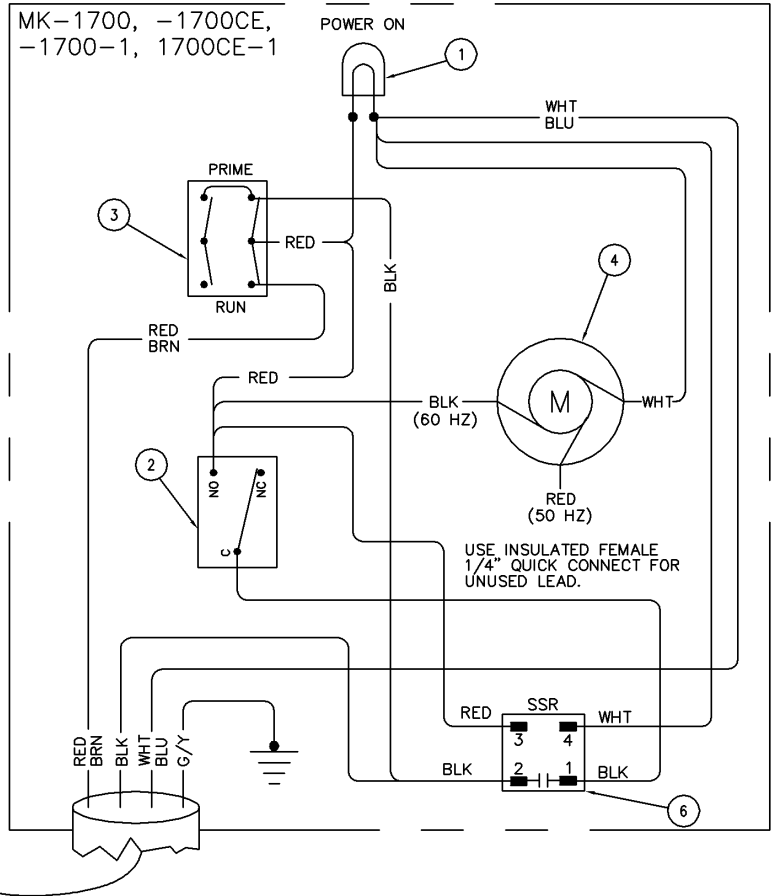 MK-1700, -1700CE,
-1700-1, 1700CE-1
POWER ON
1
WHT
BLU
PRIME
3
RED
RUN
BLK
4
RED
BRN
RED
BLK
(60 HZ)
M
WHT
2
NO
NC
C
RED
(50 HZ)
USE INSULATED FEMALE
1/4" QUICK CONNECT FOR
UNUSED LEAD.
SSR
RED
WHT
3
4
2
1
BLK
BLK
6
RED
BRN
BLK
WHT
BLU
G/Y